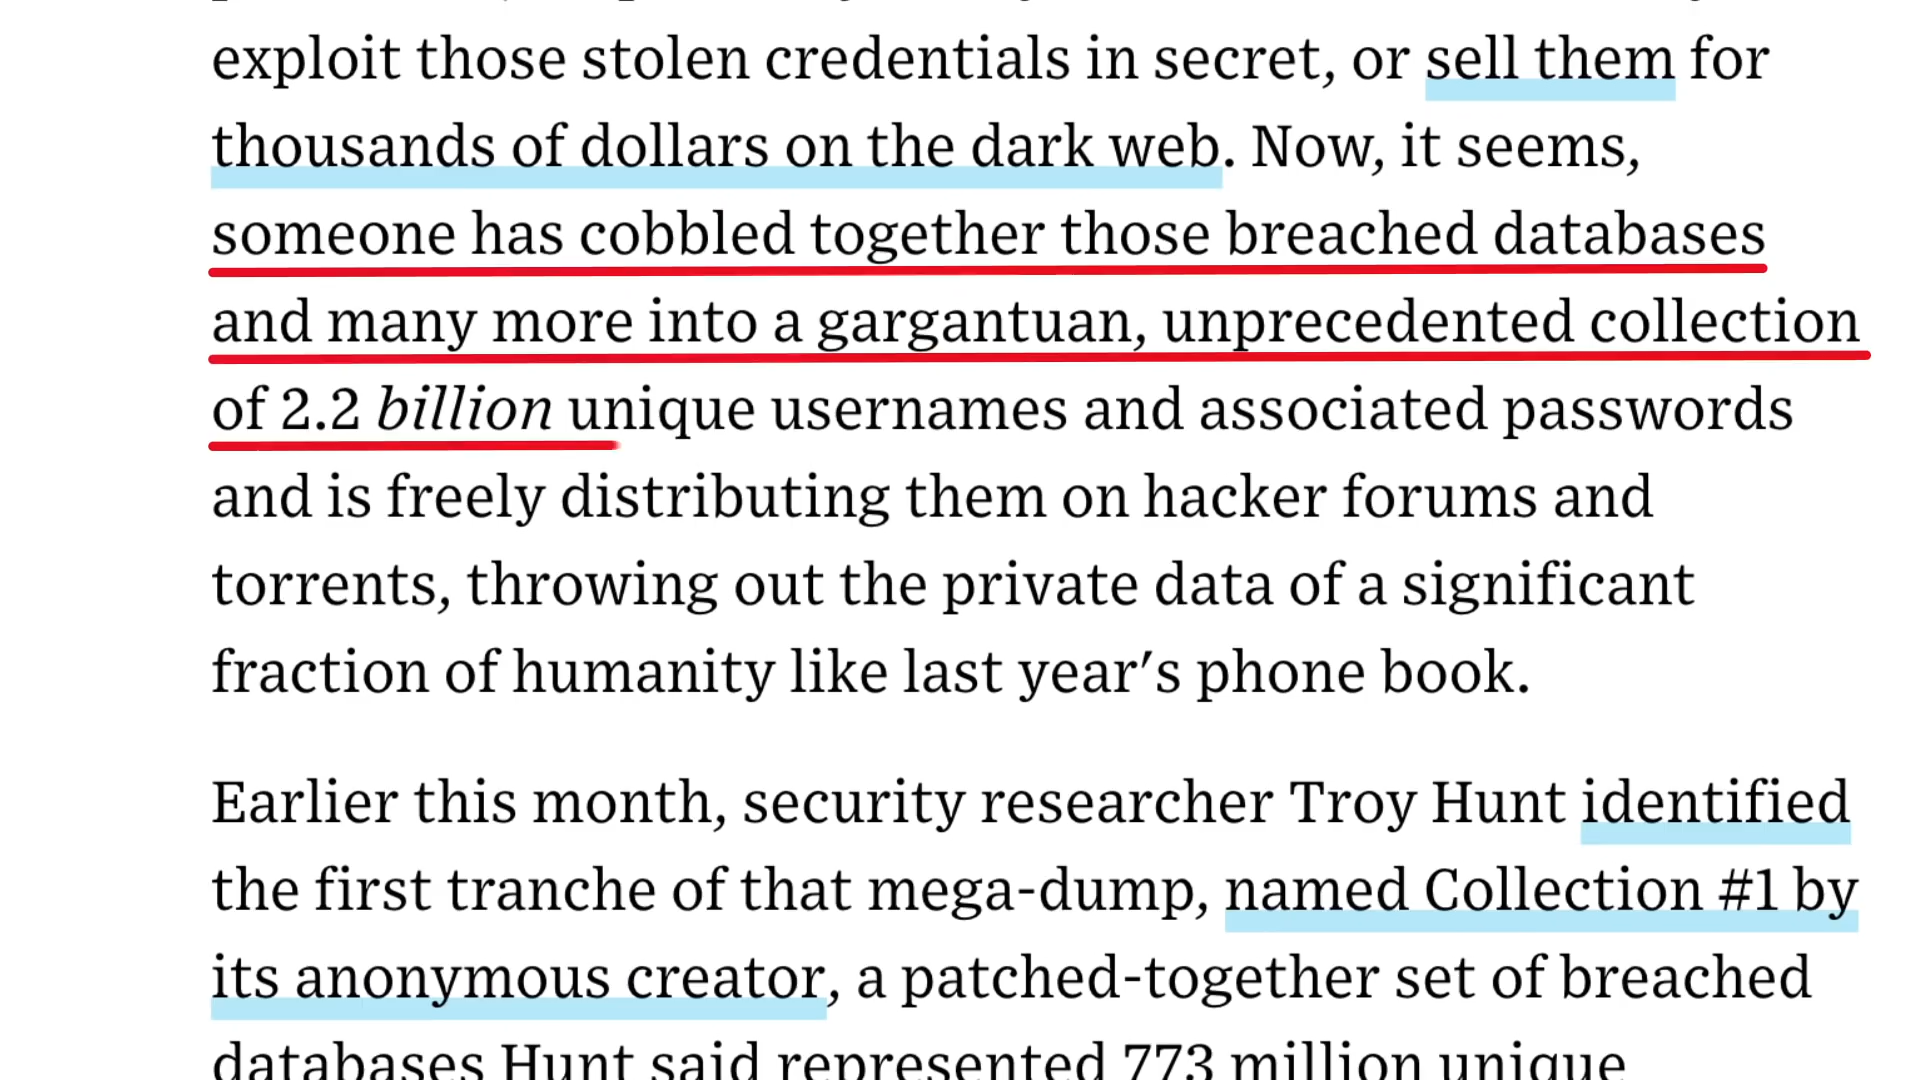 exploit those stolen credentials in secret, or sell them for
thousands of dollars on the dark web. Now, it seems,
someone has cobbled together those breached databases
and many more into a gargantuan, unprecedented collection
of 2.2 billion unique usernames and associated passwords
and is freely distributing them on hacker forums and
torrents, throwing out the private data of a significant
fraction of humanity like last year's phone book.
Earlier this month, security researcher Troy Hunt identified
the first tranche of that mega-dump, named Collection #1 by
its anonymous creator, a patched-together set of breached
databases Hunt said represented 773 million unique